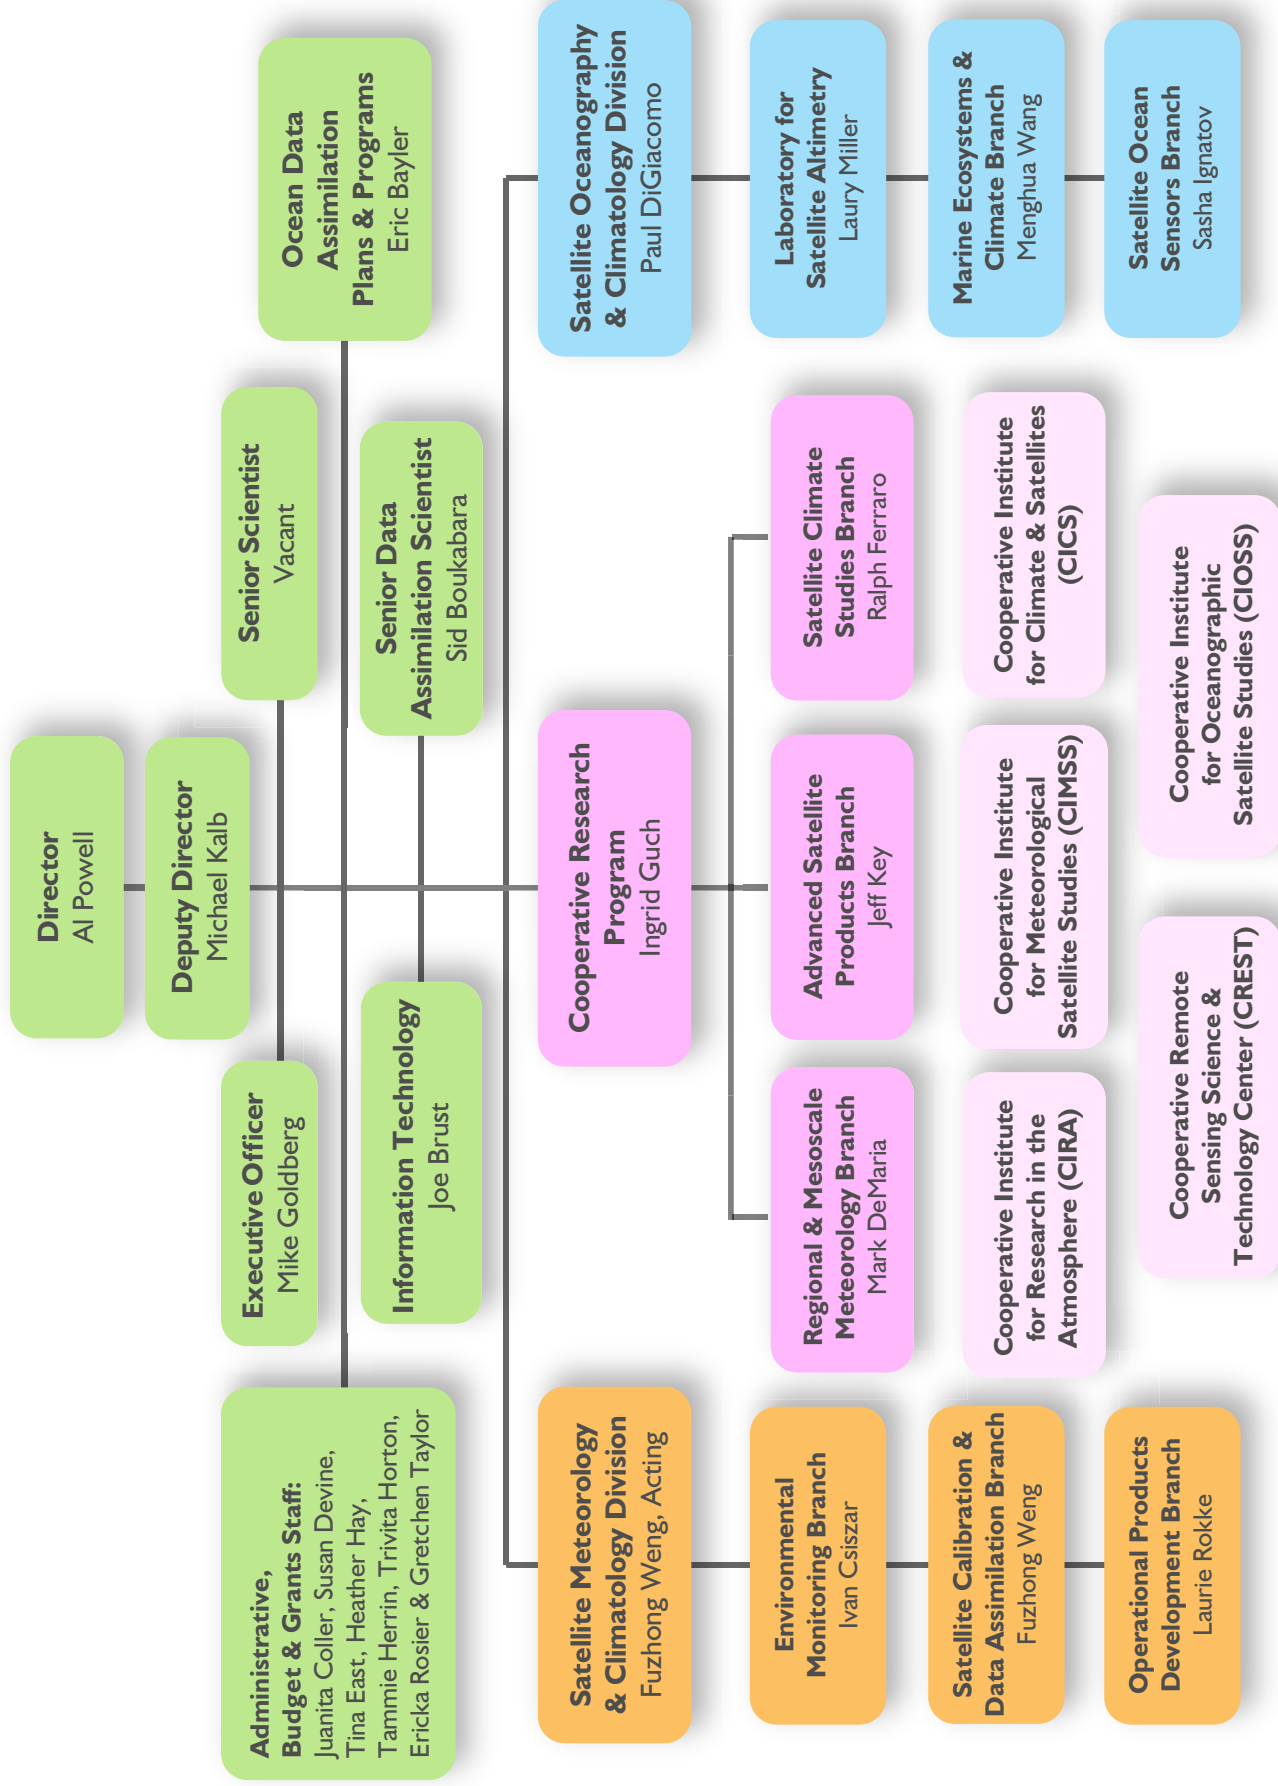 Director
Al Powell
Deputy Director
Michael Kalb
Executive Officer
Mike Goldberg
Senior Scientist
Vacant
Administrative,
Budget & Grants Staff:
Juanita Coller, Susan Devine,
Tina East, Heather Hay,
Tammie Herrin, Trivita Horton,
Ericka Rosier & Gretchen Taylor
Ocean Data
Assimilation
Plans & Programs
Eric Bayler
Information Technology
Joe Brust
Senior Data
Assimilation Scientist
Sid Boukabara
Satellite Meteorology
& Climatology Division
Fuzhong Weng, Acting
Cooperative Research
Program
Ingrid Guch
Satellite Oceanography
& Climatology Division
Paul DiGiacomo
Environmental
Monitoring Branch
Ivan Csiszar
Satellite Calibration &
Data Assimilation Branch
Fuzhong Weng
Operational Products
Development Branch
Laurie Rokke
Regional & Mesoscale
Meteorology Branch
Mark DeMaria
Advanced Satellite
Products Branch
Jeff Key
Satellite Climate
Studies Branch
Ralph Ferraro
Cooperative Institute
for Research in the
Atmosphere (CIRA)
Cooperative Institute
for Meteorological
Satellite Studies (CIMSS)
Cooperative Institute
for Climate & Satellites
(CICS)
Cooperative Remote
Sensing Science &
Technology Center (CREST)
Cooperative Institute
for Oceanographic
Satellite Studies (CIOSS)
Laboratory for
Satellite Altimetry
Laury Miller
Marine Ecosystems &
Climate Branch
Menghua Wang
Satellite Ocean
Sensors Branch
Sasha Ignatov